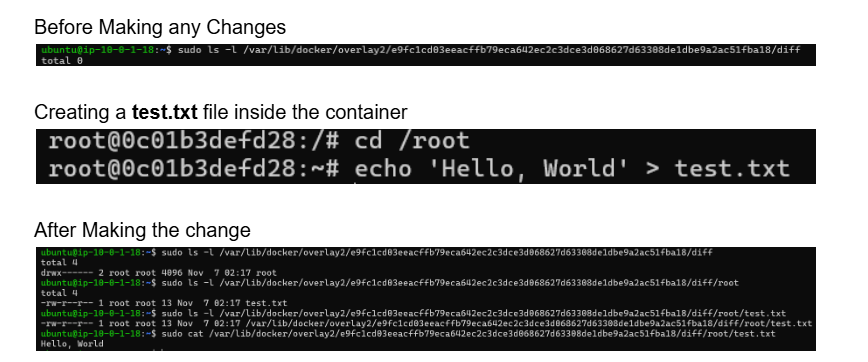 Before Making any Changes
ubuntu@ip-10-0-1-18:~$ sudo ls -l /var/lib/docker/overlay2/e9fc1cd03eeacffb79eca642ec2c3dce3d068627d63308de1dbe9a2ac51fba18/diff
total 0
Creating a test.txt file inside the container
root@0c01b3defd28:/# cd /root
root@0c01b3defd28:~# echo 'Hello, World' > test.txt
After Making the change
ubuntu@ip-10-0-1-18:~$ sudo ls -l /var/lib/docker/overlay2/e9fc1cd03eeacffb79eca642ec2c3dce3d068627d63308de1dbe9a2ac51fba18/diff
total 4
drwx------ 2 root root 4096 Nov  7 02:17 root
ubuntu@ip-10-0-1-18:~$ sudo ls -l /var/lib/docker/overlay2/e9fc1cd03eeacffb79eca642ec2c3dce3d068627d63308de1dbe9a2ac51fba18/diff/root
total 4
-rw-r--r-- 1 root root 13 Nov  7 02:17 test.txt
ubuntu@ip-10-0-1-18:~$ sudo ls -l /var/lib/docker/overlay2/e9fc1cd03eeacffb79eca642ec2c3dce3d068627d63308de1dbe9a2ac51fba18/diff/root/test.txt
-rw-r--r-- 1 root root 13 Nov  7 02:17 /var/lib/docker/overlay2/e9fc1cd03eeacffb79eca642ec2c3dce3d068627d63308de1dbe9a2ac51fba18/diff/root/test.txt
ubuntu@ip-10-0-1-18:~$ sudo cat /var/lib/docker/overlay2/e9fc1cd03eeacffb79eca642ec2c3dce3d068627d63308de1dbe9a2ac51fba18/diff/root/test.txt
Hello, World